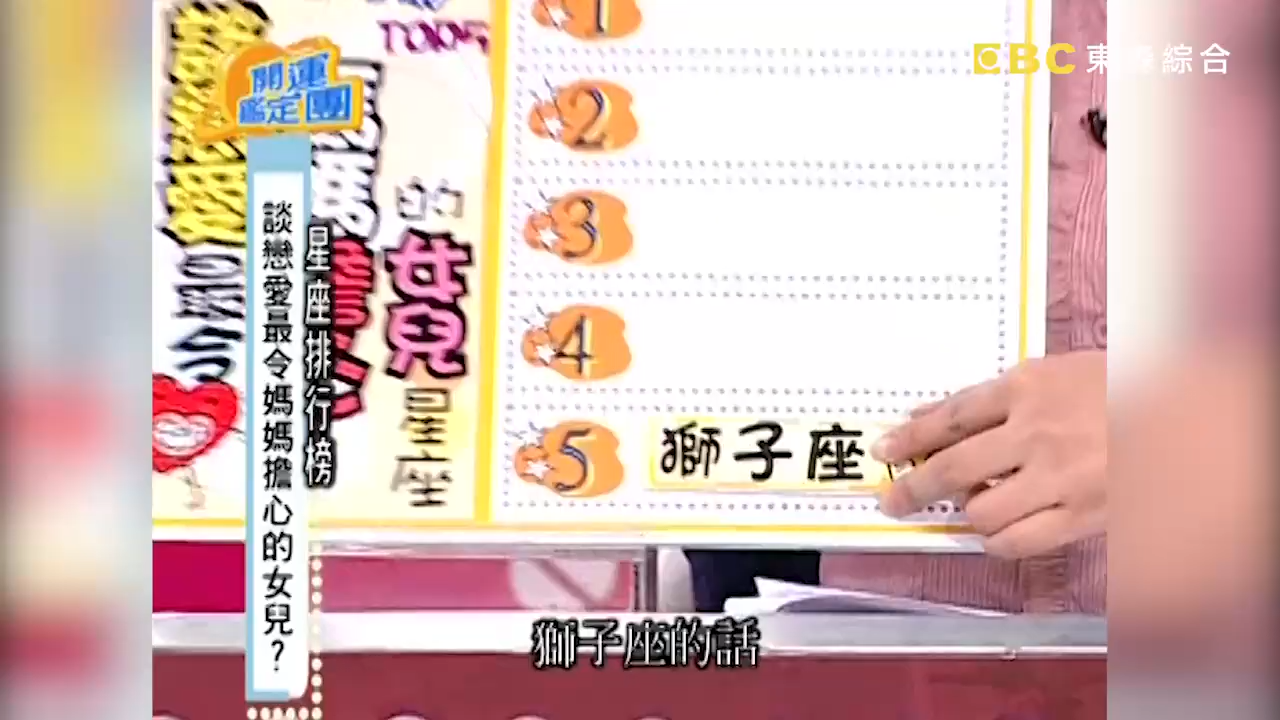 EBC 東森綜合
開運
鑑定團
星座排行榜
談戀愛最令媽媽擔心的女兒？
的
女兒
星座
1
2
3
4
5
獅子座
獅子座的話